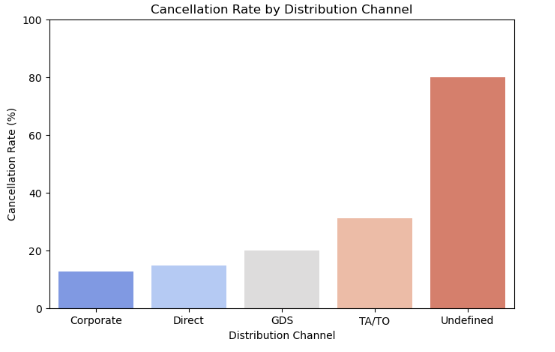 Cancellation Rate by Distribution Channel
100
80
60
40
20
0
Cancellation Rate (%)
Corporate Direct GDS TA/TO Undefined
Distribution Channel